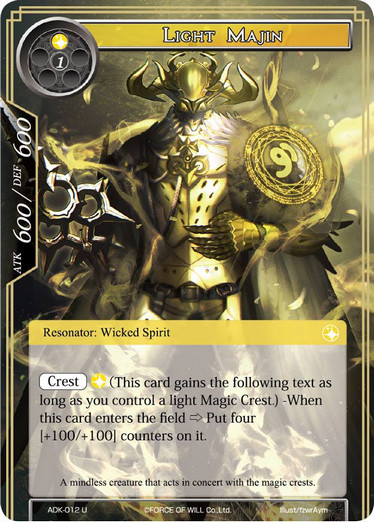 Light Majin
1
ATK 600 / DEF 600
Resonator: Wicked Spirit
Crest (This card gains the following text as
long as you control a light Magic Crest.) -When
this card enters the field ⇨ Put four
[+100/+100] counters on it.
A mindless creature that acts in concert with the magic crests.
ADK-012 U ©FORCE OF WILL Co.,Ltd. Illust/fzwrAym